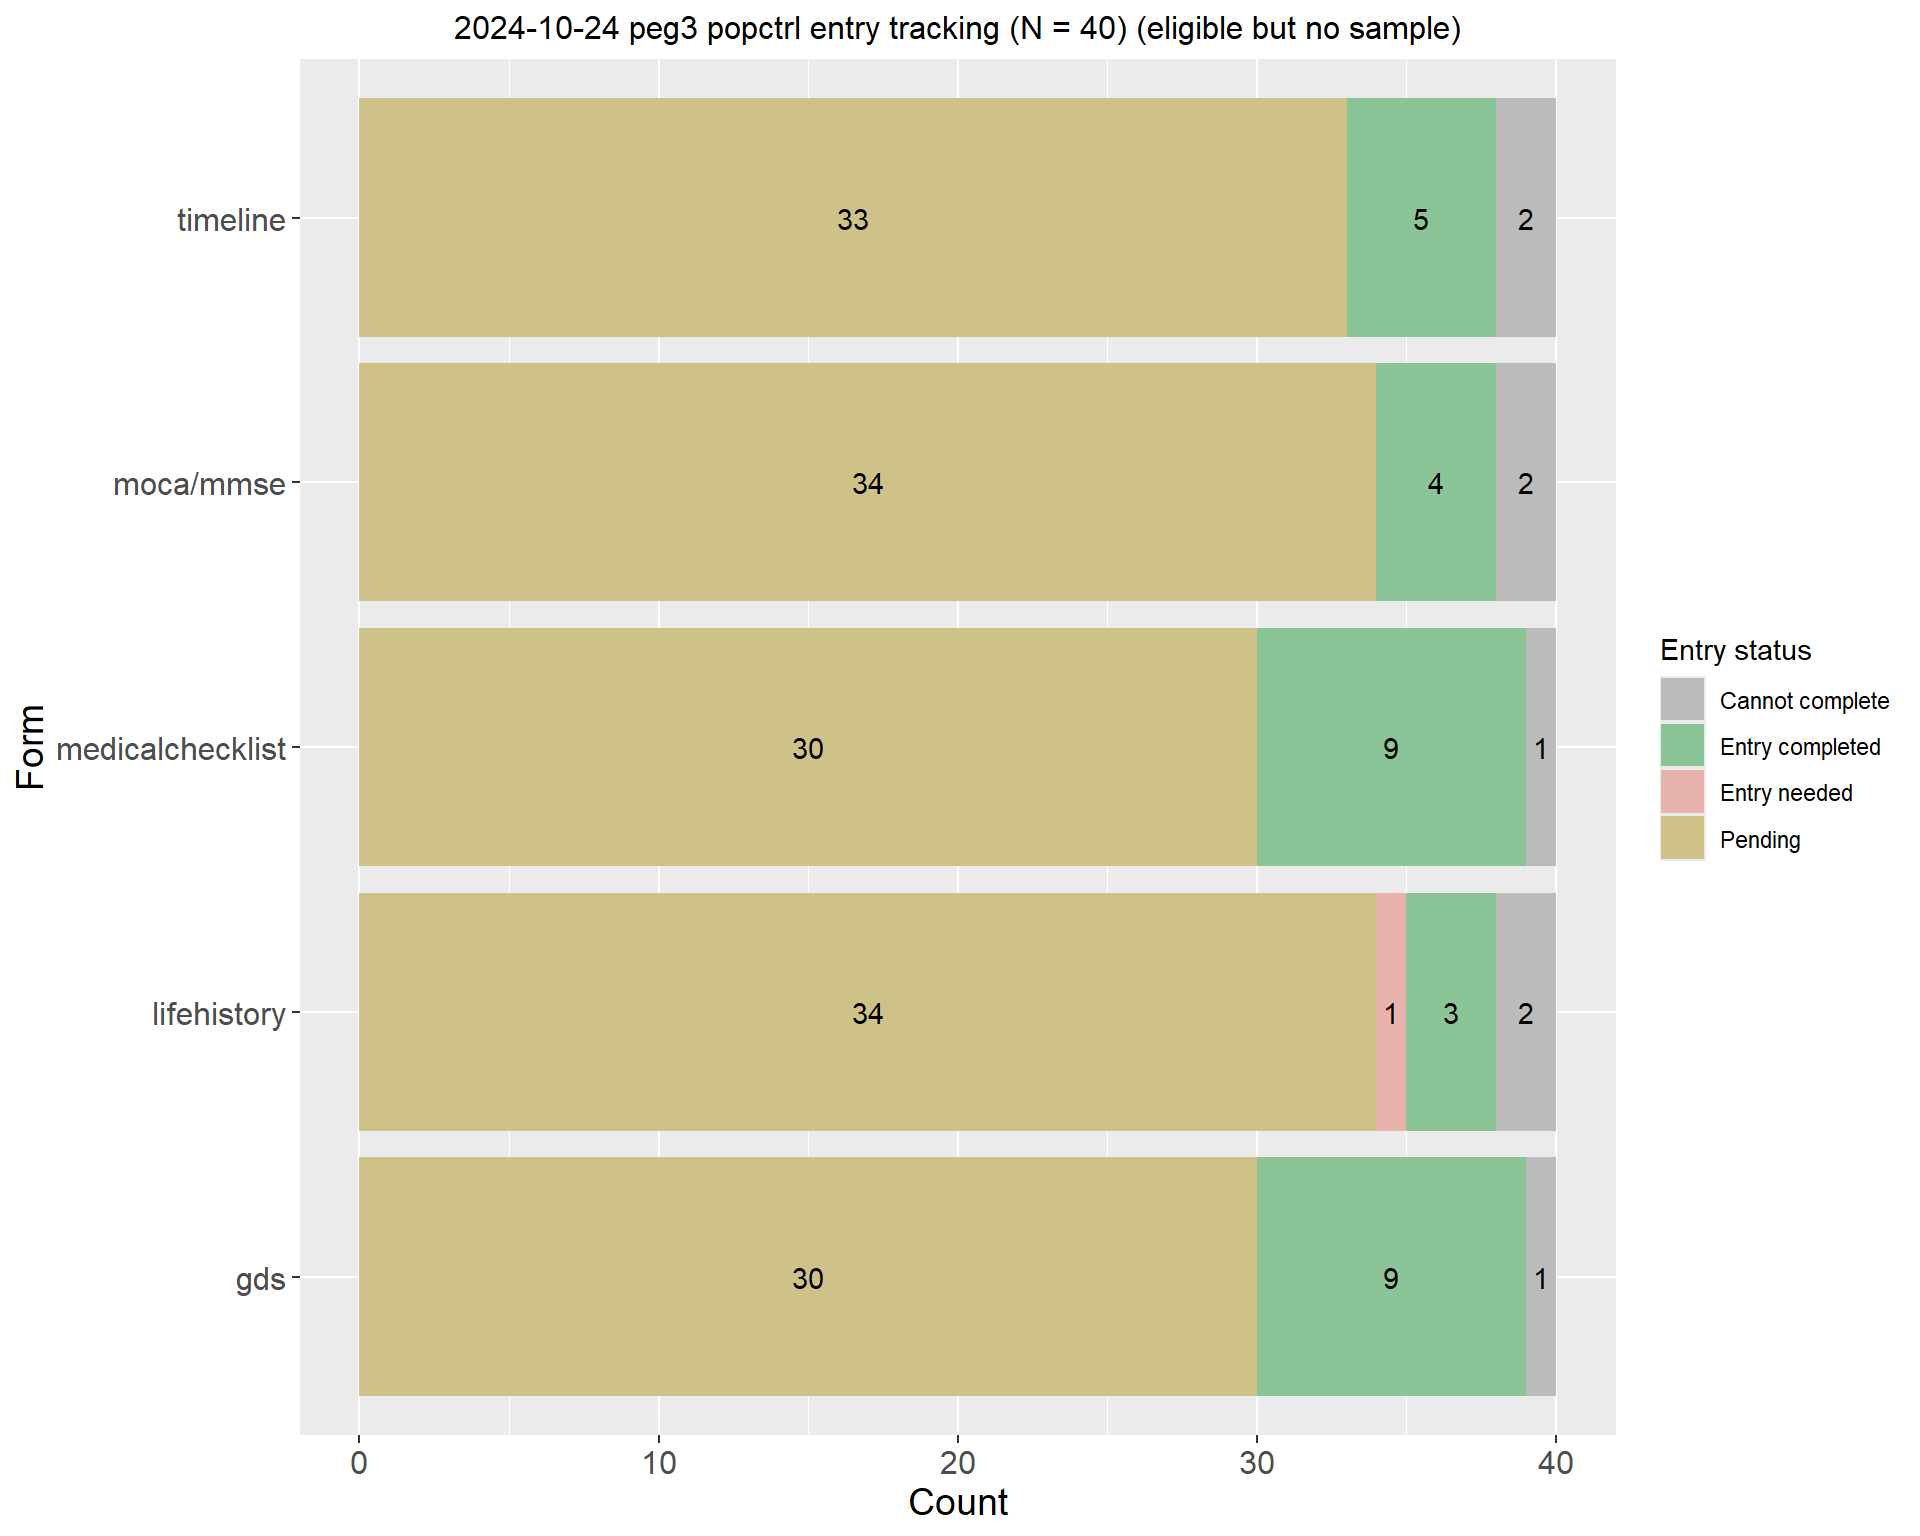 2024-10-24 peg3 popctrl entry tracking (N = 40) (eligible but no sample)
Form
timeline
33 5 2
moca/mmse
34 4 2
medicalchecklist
30 9 1
lifehistory
34 1 3 2
gds
30 9 1
0 10 20 30 40
Count
Entry status
Cannot complete
Entry completed
Entry needed
Pending